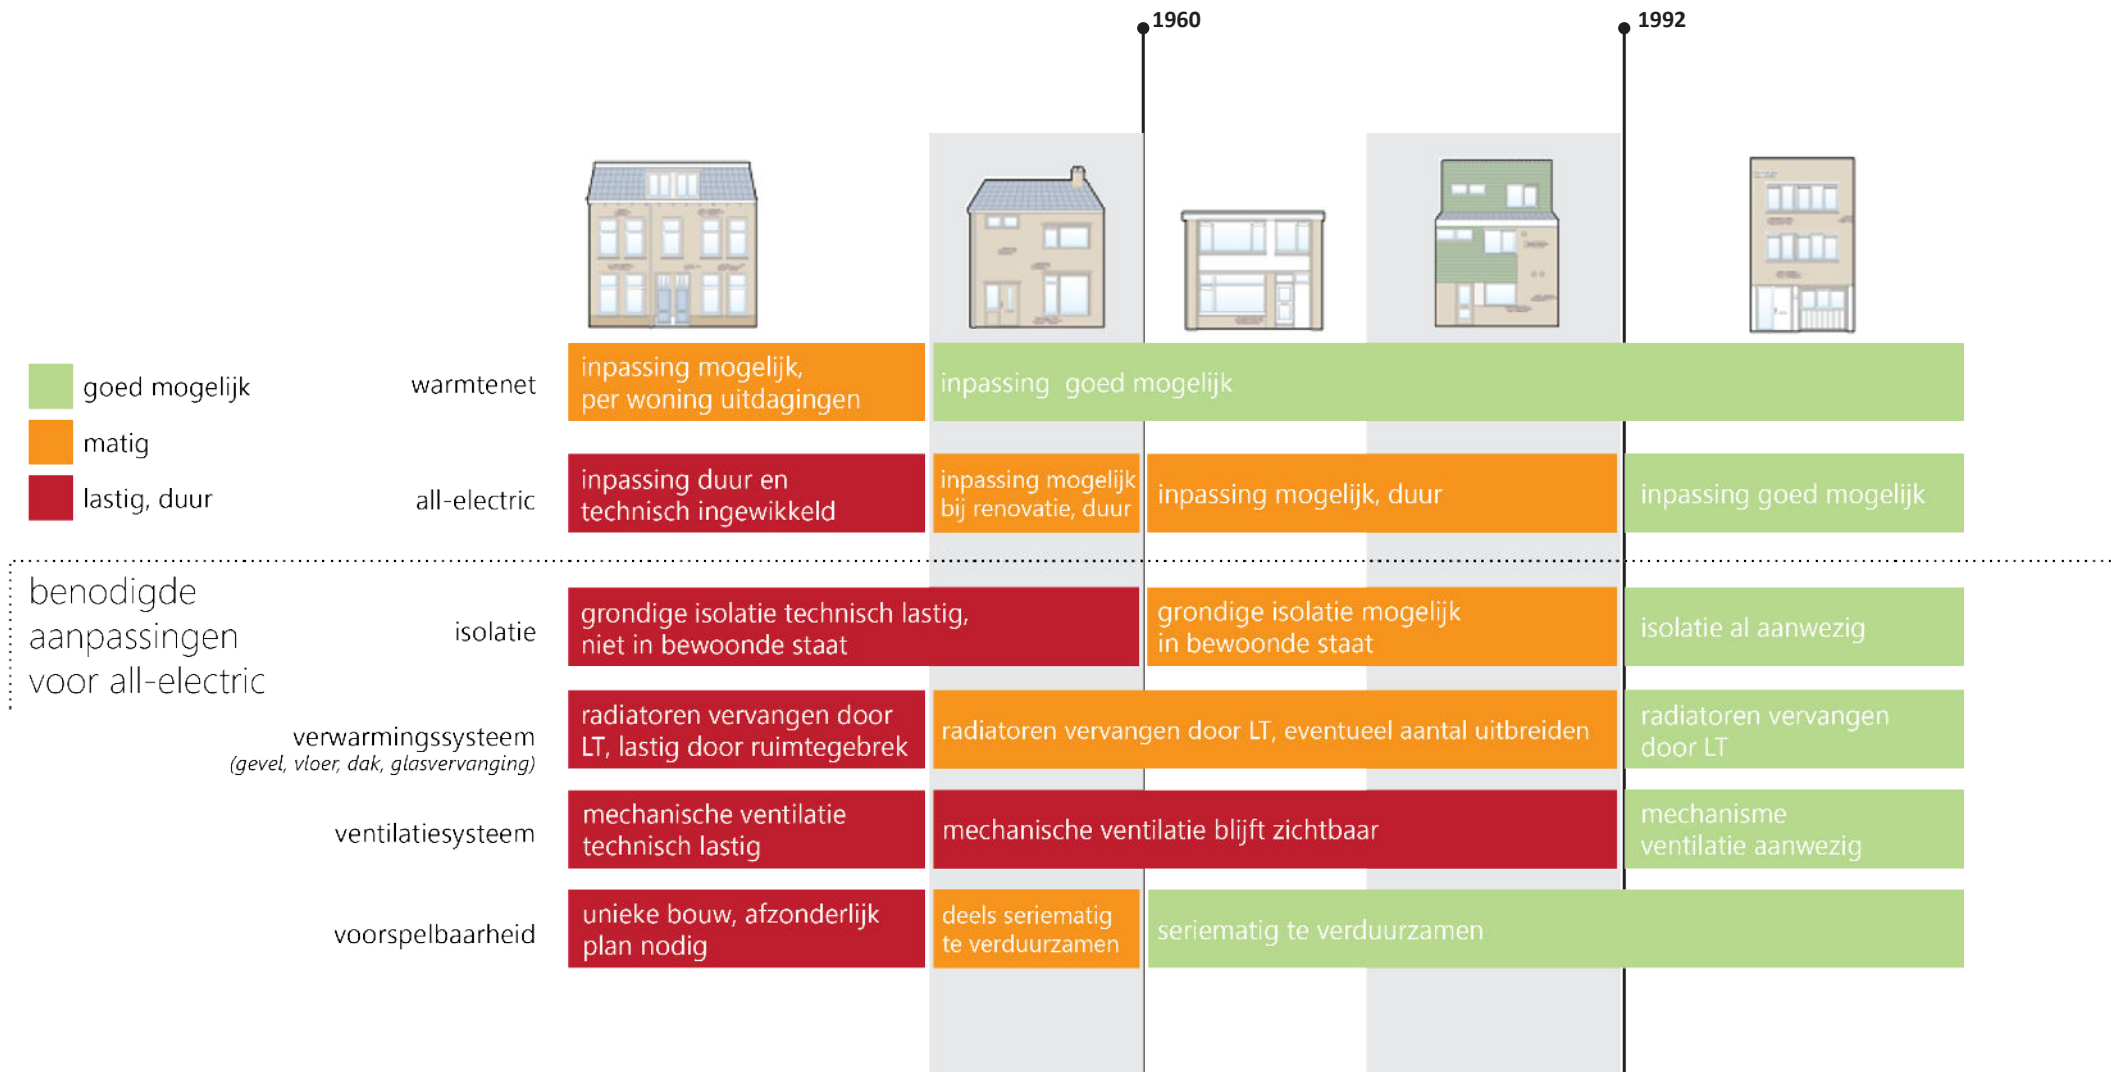 1960
1992
goed mogelijk
matig
lastig, duur
warmtenet
inpassing mogelijk,
per woning uitdagingen
inpassing goed mogelijk
all-electric
inpassing duur en
technisch ingewikkeld
inpassing mogelijk
bij renovatie, duur
inpassing mogelijk, duur
inpassing goed mogelijk
benodigde
aanpassingen
voor all-electric
isolatie
grondige isolatie technisch lastig,
niet in bewoonde staat
grondige isolatie mogelijk
in bewoonde staat
isolatie al aanwezig
verwarmingssysteem
(gevel, vloer, dak, glasvervanging)
radiatoren vervangen door
LT, lastig door ruimtegebrek
radiatoren vervangen door LT, eventueel aantal uitbreiden
radiatoren vervangen
door LT
ventilatiesysteem
mechanische ventilatie
technisch lastig
mechanische ventilatie blijft zichtbaar
mechanisme
ventilatie aanwezig
voorspelbaarheid
unieke bouw, afzonderlijk
plan nodig
deels seriematig
te verduurzamen
seriematig te verduurzamen